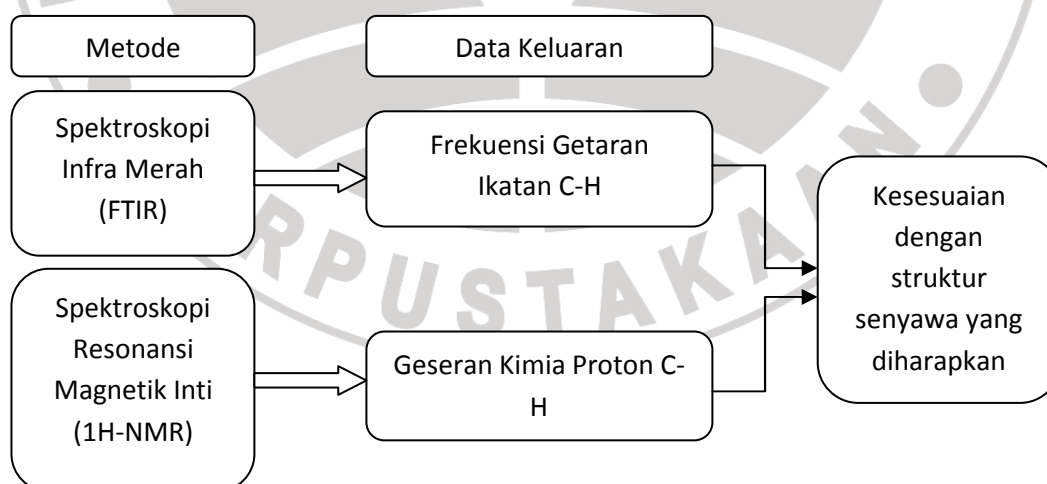 Metode
Data Keluaran
Spektroskopi
Infra Merah
(FTIR)
Frekuensi Getaran
Ikatan C-H
Kesesuaian
dengan
struktur
senyawa yang
diharapkan
Spektroskopi
Resonansi
Magnetik Inti
(1H-NMR)
Geseran Kimia Proton C-
H
RPUSTAKAN